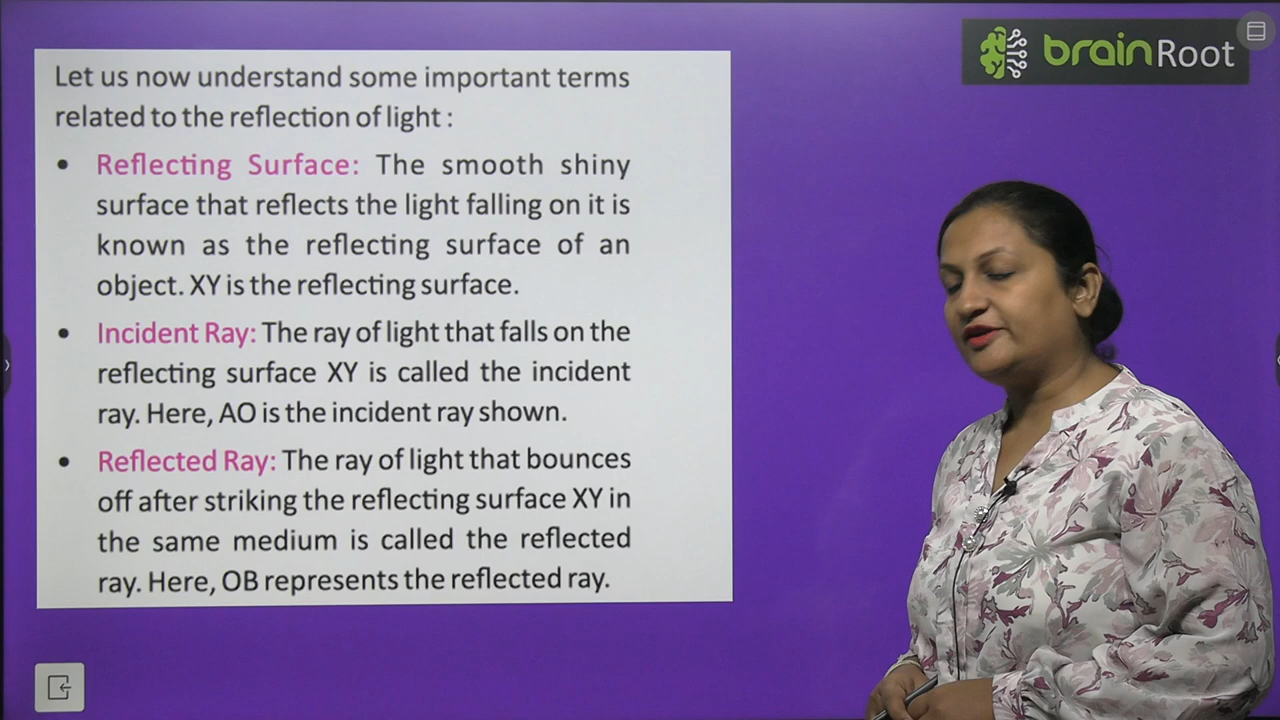 brainRoot
Let us now understand some important terms
related to the reflection of light :
• Reflecting Surface: The smooth shiny
surface that reflects the light falling on it is
known as the reflecting surface of an
object. XY is the reflecting surface.
• Incident Ray: The ray of light that falls on the
reflecting surface XY is called the incident
ray. Here, AO is the incident ray shown.
• Reflected Ray: The ray of light that bounces
off after striking the reflecting surface XY in
the same medium is called the reflected
ray. Here, OB represents the reflected ray.